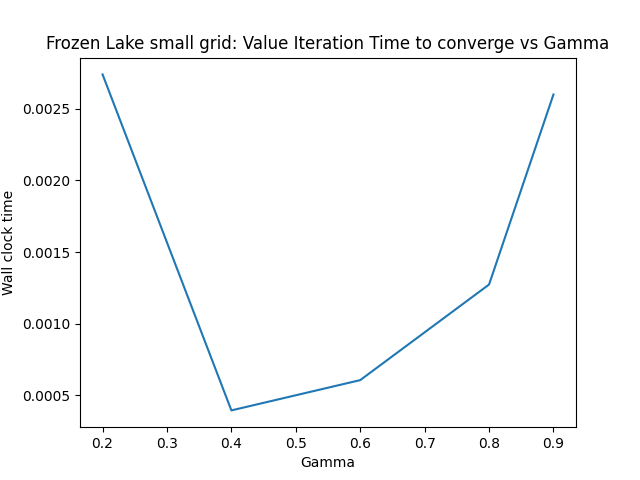 Frozen Lake small grid: Value Iteration Time to converge vs Gamma
Wall clock time
0.0025
0.0020
0.0015
0.0010
0.0005
0.2 0.3 0.4 0.5 0.6 0.7 0.8 0.9
Gamma